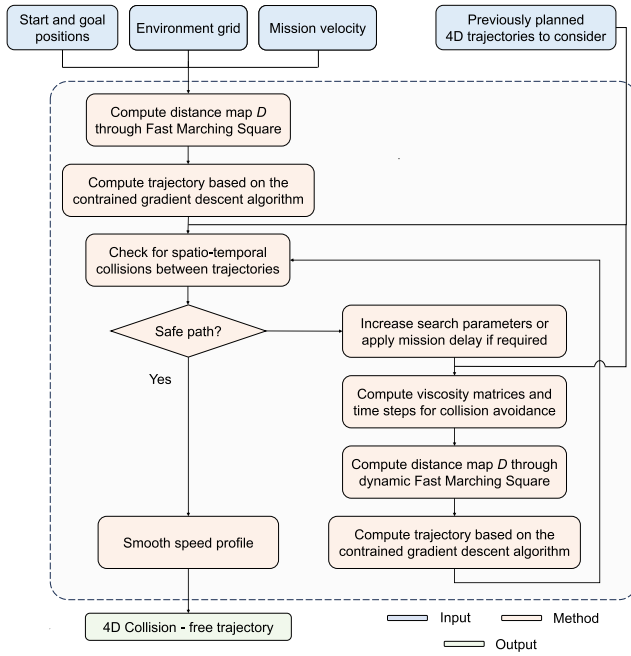 Start and goal
positions
Environment grid
Mission velocity
Previously planned
4D trajectories to consider
Compute distance map D
through Fast Marching Square
Compute trajectory based on the
contrained gradient descent algorithm
Check for spatio-temporal
collisions between trajectories
Safe path?
Increase search parameters or
apply mission delay if required
Yes
Compute viscosity matrices and
time steps for collision avoidance
Compute distance map D through
dynamic Fast Marching Square
Smooth speed profile
Compute trajectory based on the
contrained gradient descent algorithm
4D Collision - free trajectory
Input
Method
Output